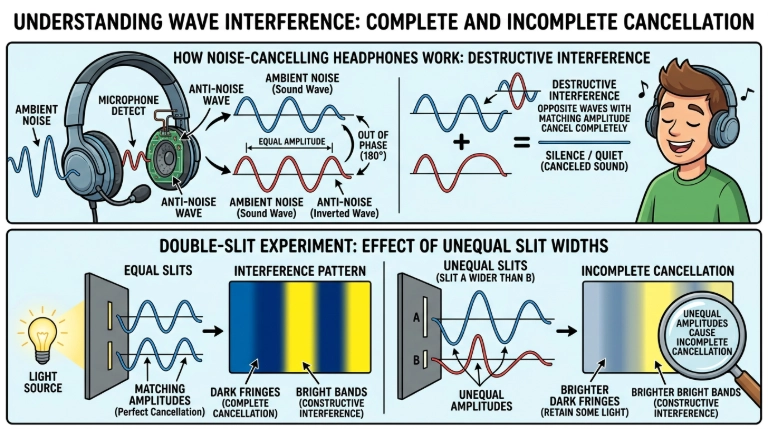 UNDERSTANDING WAVE INTERFERENCE: COMPLETE AND INCOMPLETE CANCELLATION
HOW NOISE-CANCELLING HEADPHONES WORK: DESTRUCTIVE INTERFERENCE
AMBIENT
NOISE
MICROPHONE
DETECT
ANTI-NOISE
WAVE
ANTI-NOISE
WAVE
AMBIENT NOISE
(Sound Wave)
EQUAL AMPLITUDE
OUT OF
PHASE
(180°)
AMBIENT NOISE
(Sound Wave)
ANTI-NOISE
(Inverted Wave)
+
=
DESTRUCTIVE
INTERFERENCE
OPPOSITE WAVES WITH
MATCHING AMPLITUDE
CANCEL COMPLETELY
SILENCE / QUIET
(CANCELED SOUND)
DOUBLE-SLIT EXPERIMENT: EFFECT OF UNEQUAL SLIT WIDTHS
LIGHT
SOURCE
EQUAL SLITS
MATCHING
AMPLITUDES
(Perfect Cancellation)
INTERFERENCE PATTERN
DARK FRINGES
(COMPLETE
CANCELLATION)
BRIGHT BANDS
(CONSTRUCTIVE
INTERFERENCE)
UNEQUAL SLITS
(SLIT A WIDER THAN B)
A
B
UNEQUAL
AMPLITUDES
INCOMPLETE CANCELLATION
UNEQUAL
AMPLITUDES
CAUSE
INCOMPLETE
CANCELLATION
BRIGHTER
DARK FRINGES
(RETAIN SOME LIGHT)
BRIGHTER BRIGHT BANDS
(CONSTRUCTIVE
INTERFERENCE)